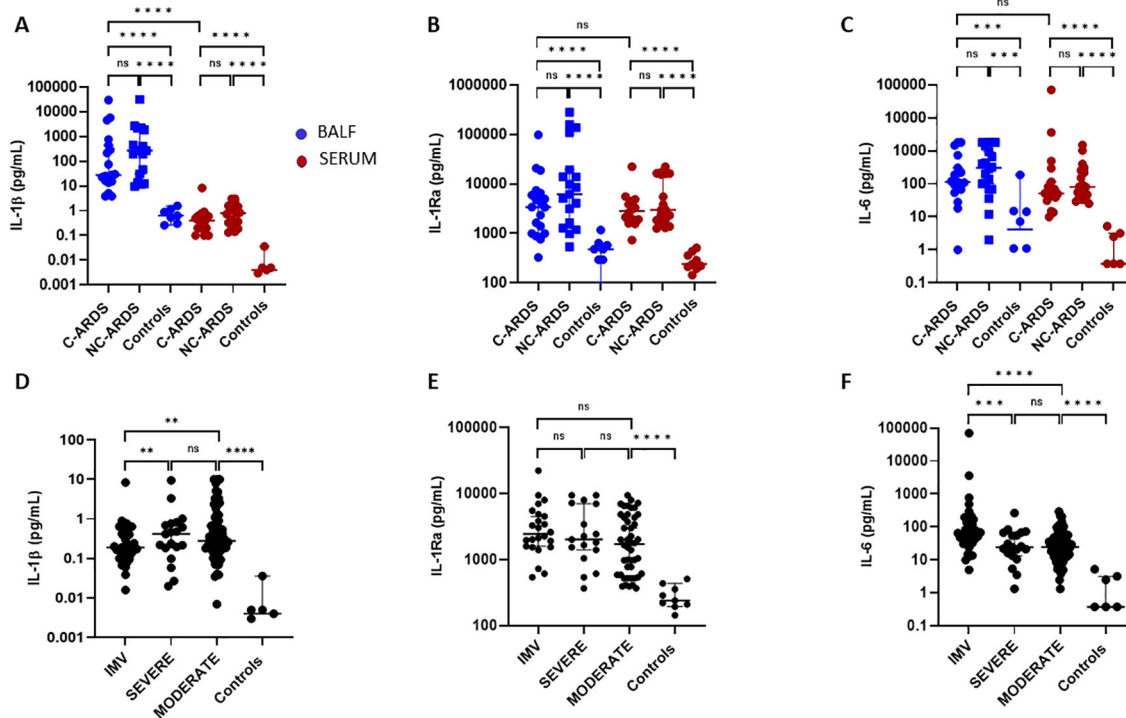 A
****
****
****
ns
****
ns
****
IL-1β (pg/mL)
100000
10000
1000
100
10
1
0.1
0.01
0.001
C-ARDS
NC-ARDS
Controls
C-ARDS
NC-ARDS
Controls
BALF
SERUM
B
ns
****
****
ns
****
ns
****
IL-1Ra (pg/mL)
1000000
100000
10000
1000
100
C-ARDS
NC-ARDS
Controls
C-ARDS
NC-ARDS
Controls
C
ns
***
****
ns
***
ns
****
IL-6 (pg/mL)
100000
10000
1000
100
10
1
0.1
C-ARDS
NC-ARDS
Controls
C-ARDS
NC-ARDS
Controls
D
**
**
ns
****
IL-1β (pg/mL)
100
10
1
0.1
0.01
0.001
IMV
SEVERE
MODERATE
Controls
E
ns
ns
ns
****
IL-1Ra (pg/mL)
100000
10000
1000
100
IMV
SEVERE
MODERATE
Controls
F
****
***
ns
****
IL-6 (pg/mL)
100000
10000
1000
100
10
1
0.1
IMV
SEVERE
MODERATE
Controls